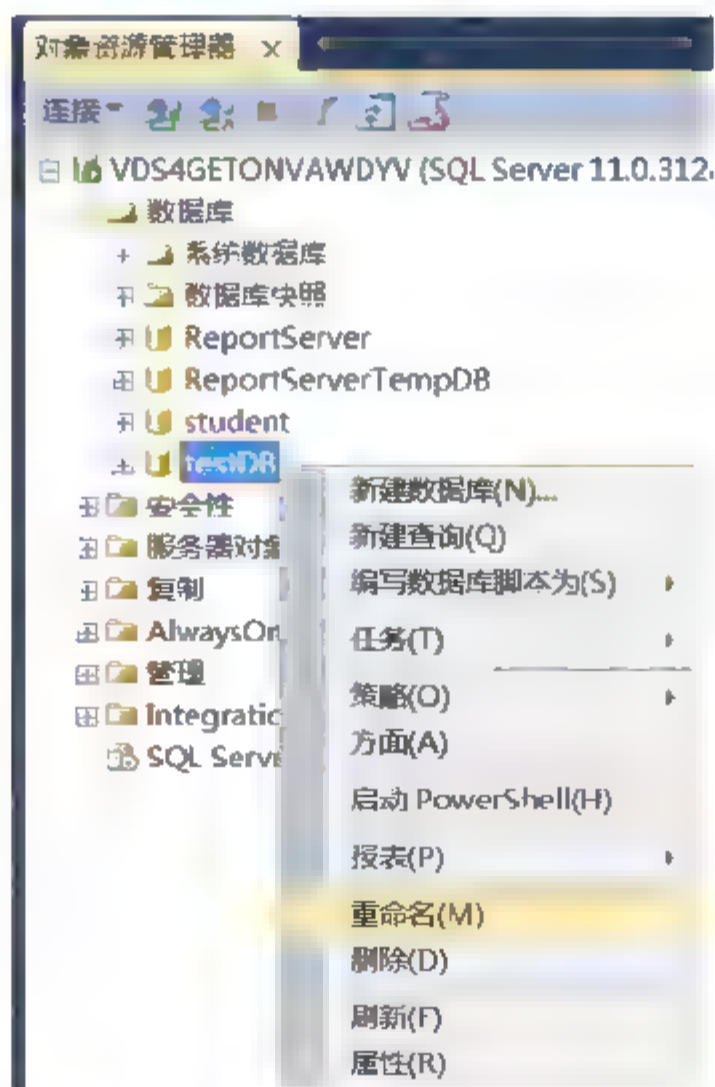 对象资源管理器 ×
连接
VDS4GETONVAWDYV (SQL Server 11.0.312
数据库
系统数据库
数据库快照
ReportServer
ReportServerTempDB
student
testDB
新建数据库(N)...
安全性
新建查询(Q)
服务器对象
编写数据库脚本为(S)
复制
AlwaysOn
任务(T)
管理
策略(O)
Integratic
方面(A)
SQL Serve
启动 PowerShell(H)
报表(P)
重命名(M)
删除(D)
刷新(F)
属性(R)